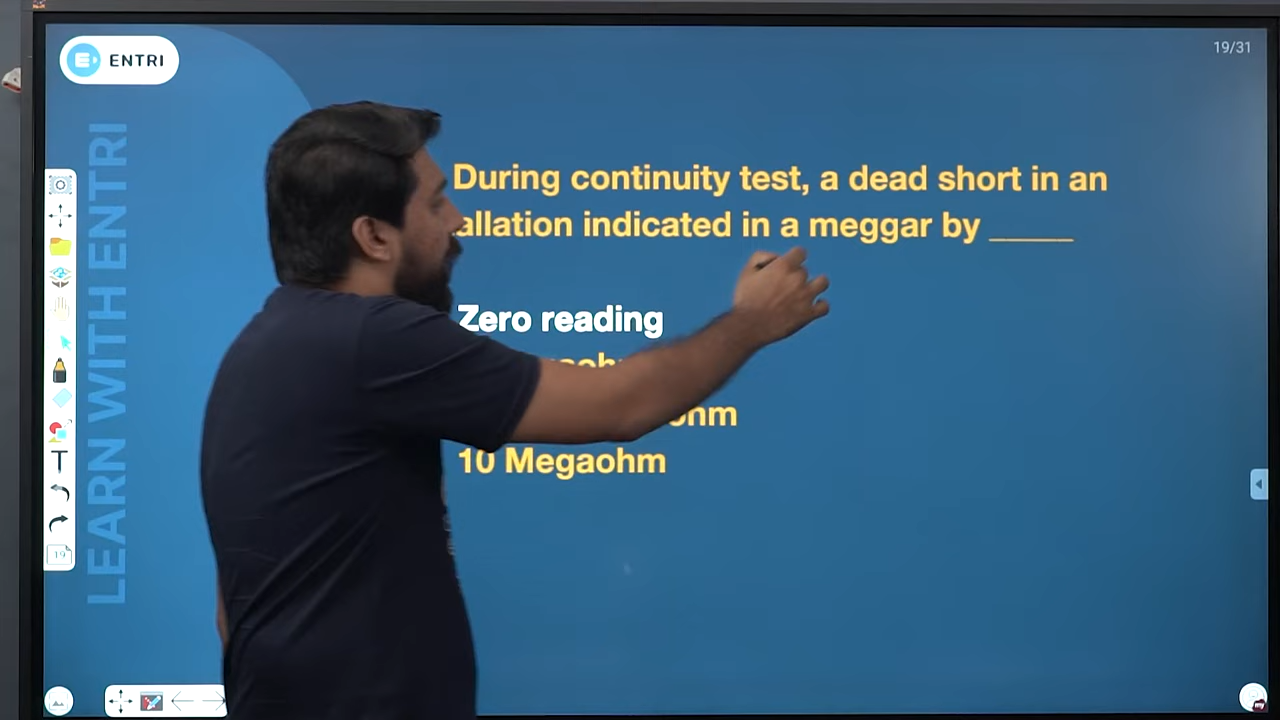 ENTRI
19/31
LEARN WITH ENTRI
During continuity test, a dead short in an
allation indicated in a meggar by _____
Zero reading
10 Megaohm
T
19